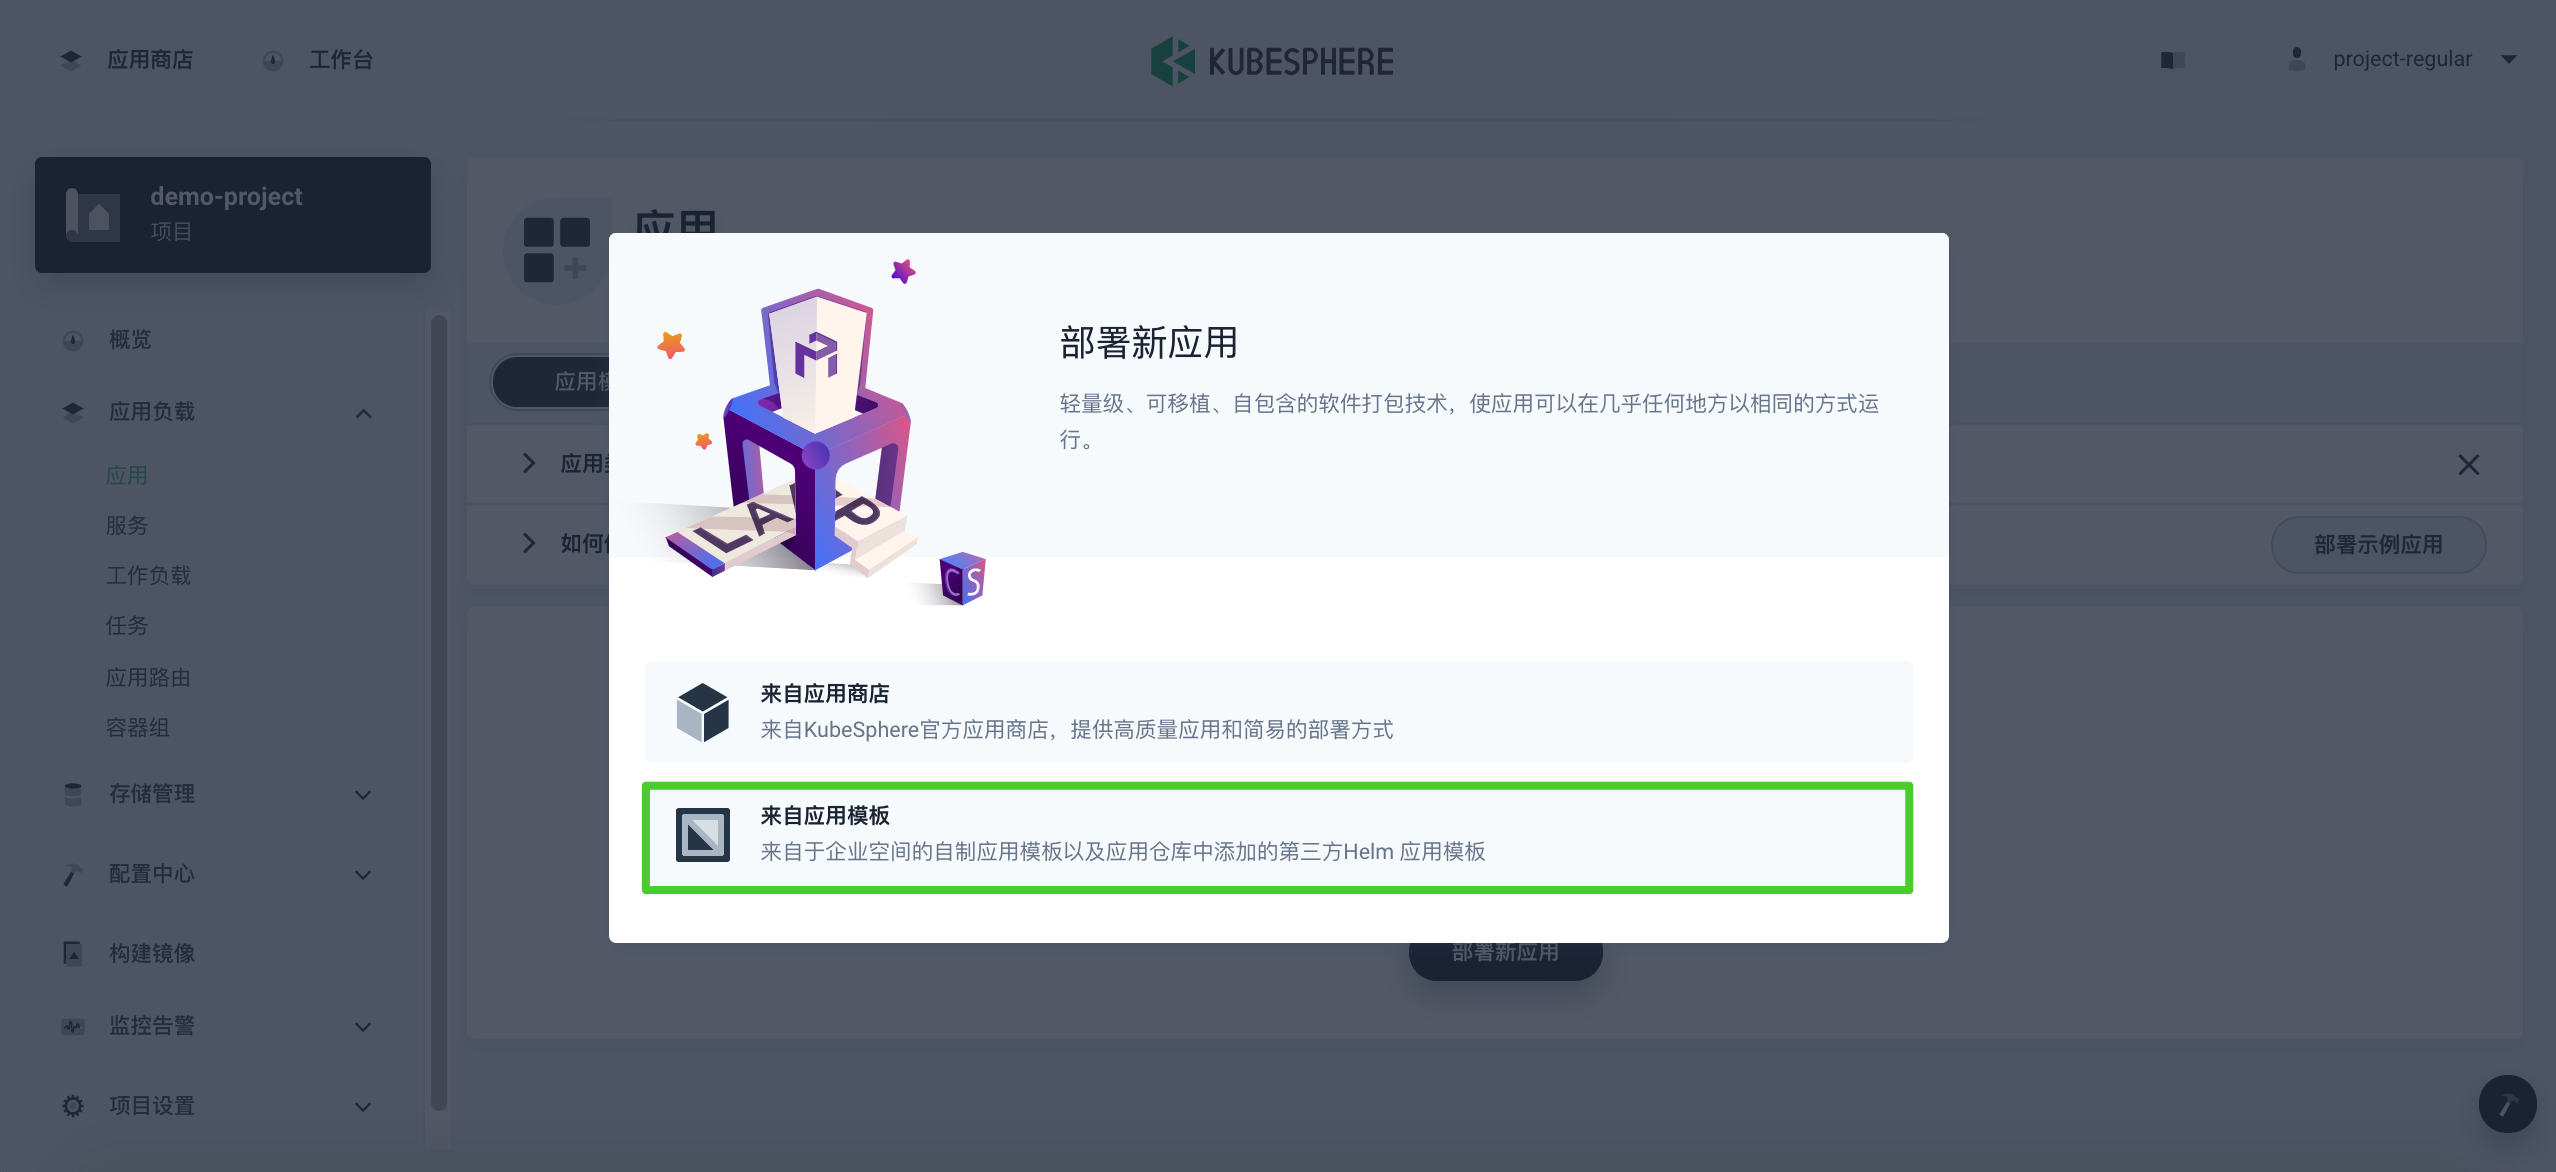 应用商店
工作台
KUBESPHERE
project-regular
demo-project
项目
概览
应用负载
应用
服务
工作负载
任务
应用路由
容器组
存储管理
配置中心
构建镜像
监控告警
项目设置
应用
应用
应用
如何
部署示例应用
部署新应用
轻量级、可移植、自包含的软件打包技术，使应用可以在几乎任何地方以相同的方式运
行。
L A P
CS
来自应用商店
来自KubeSphere官方应用商店，提供高质量应用和简易的部署方式
来自应用模板
来自于企业空间的自制应用模板以及应用仓库中添加的第三方Helm 应用模板
部署新应用